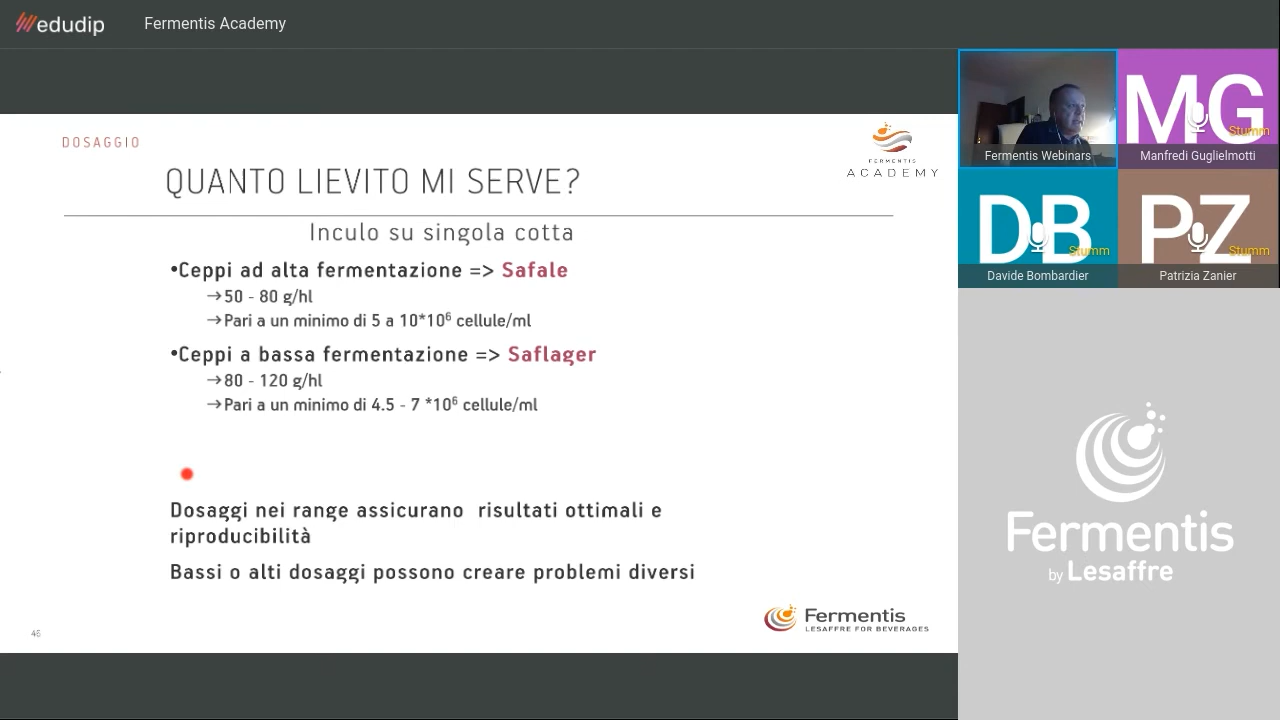 edudip
Fermentis Academy
DOSAGGIO
QUANTO LIEVITO MI SERVE?
FERMENTIS
ACADEMY
Inculo su singola cotta
•Ceppi ad alta fermentazione => Safale
→50 - 80 g/hl
→Pari a un minimo di 5 a 10*10⁶ cellule/ml
•Ceppi a bassa fermentazione => Saflager
→80 - 120 g/hl
→Pari a un minimo di 4.5 - 7 *10⁶ cellule/ml
Dosaggi nei range assicurano risultati ottimali e
riproducibilità
Bassi o alti dosaggi possono creare problemi diversi
46
Fermentis
LESAFFRE FOR BEVERAGES
Fermentis Webinars
MG
Stumm
Manfredi Guglielmotti
DB
Stumm
Davide Bombardier
PZ
Stumm
Patrizia Zanier
Fermentis
by Lesaffre